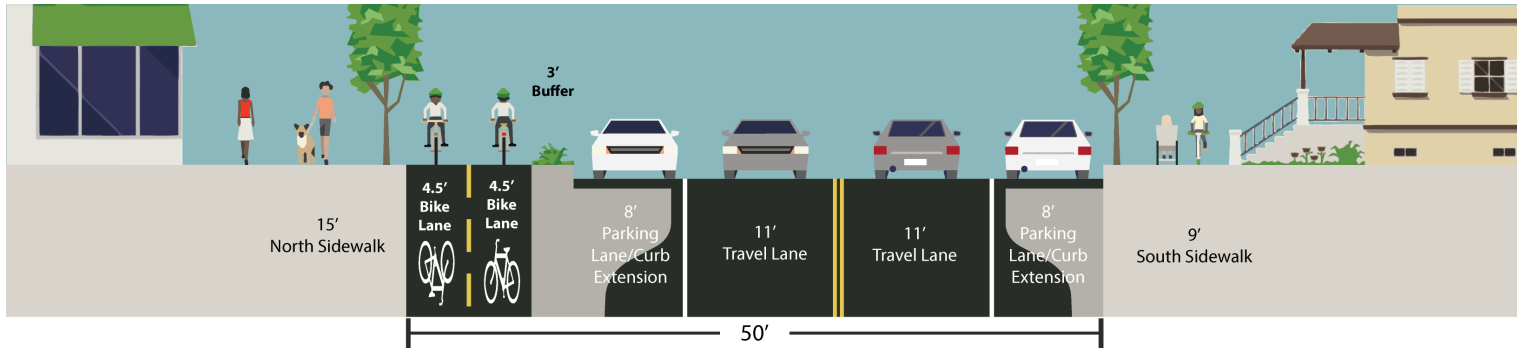 3’
Buffer
15’
North Sidewalk
4.5’
Bike
Lane
4.5’
Bike
Lane
8’
Parking
Lane/Curb
Extension
11’
Travel Lane
11’
Travel Lane
8’
Parking
Lane/Curb
Extension
9’
South Sidewalk
50’